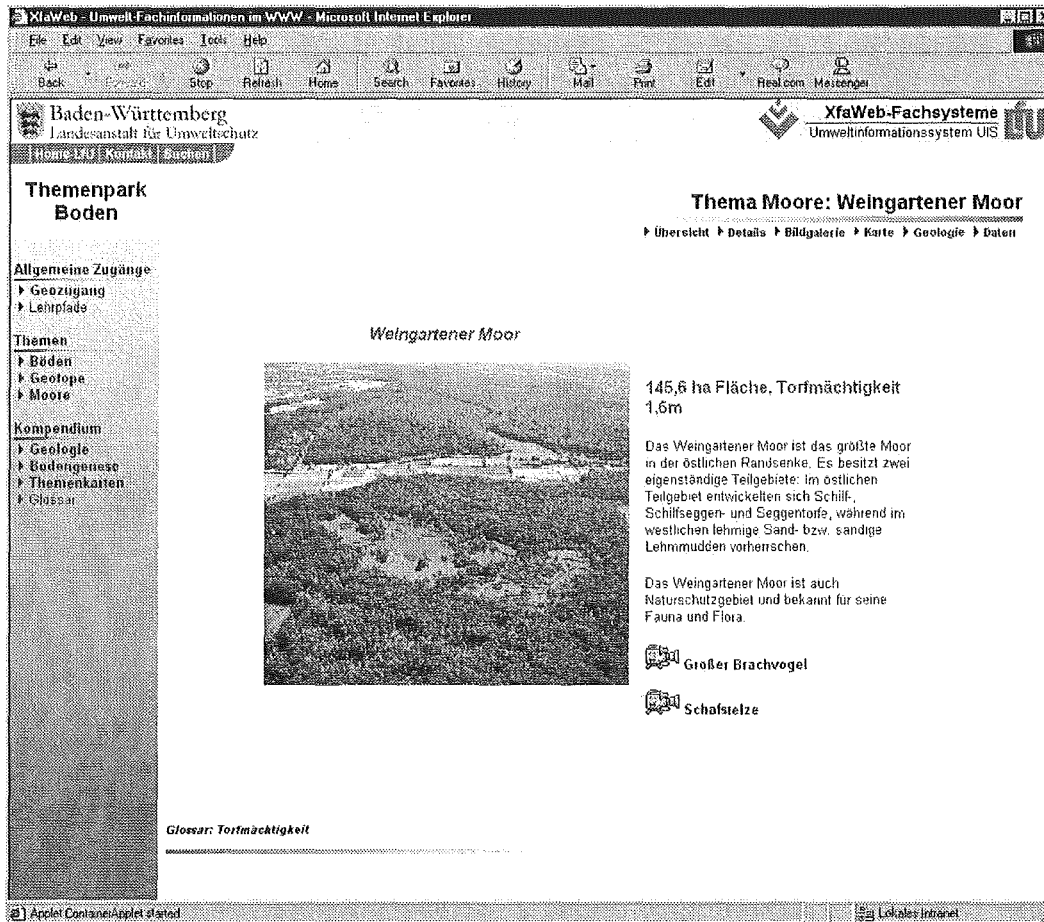 XfaWeb - Umwelt-Fachinformationen im WWW - Microsoft Internet Explorer
File Edit View Favorites Tools Help
Back Forward Stop Refresh Home Search Favorites History Mail Print Edit Real.com Messenger
Baden-Württemberg
Landesanstalt für Umweltschutz
Home LfU Kontakt Suchen
XfaWeb-Fachsysteme
Umweltinformationssystem UIS
LfU
Themenpark
Boden
Thema Moore: Weingartener Moor
Übersicht Details Bildgalerie Karte Geologie Daten
Allgemeine Zugänge
Geozugang
Lehrpfade
Themen
Böden
Geotope
Moore
Kompendium
Geologie
Bodengenese
Themenkarten
Glossar
Weingartener Moor
145,6 ha Fläche, Torfmächtigkeit
1,6m
Das Weingartener Moor ist das größte Moor
in der östlichen Randsenke. Es besitzt zwei
eigenständige Teilgebiete: Im östlichen
Teilgebiet entwickelten sich Schilf-,
Schilfseggen- und Seggentorfe, während im
westlichen lehmige Sand- bzw. sandige
Lehmmudden vorherrschen.
Das Weingartener Moor ist auch
Naturschutzgebiet und bekannt für seine
Fauna und Flora.
Großer Brachvogel
Schafstelze
Glossar: Torfmächtigkeit
Applet ContainerApplet started
Lokales Intranet